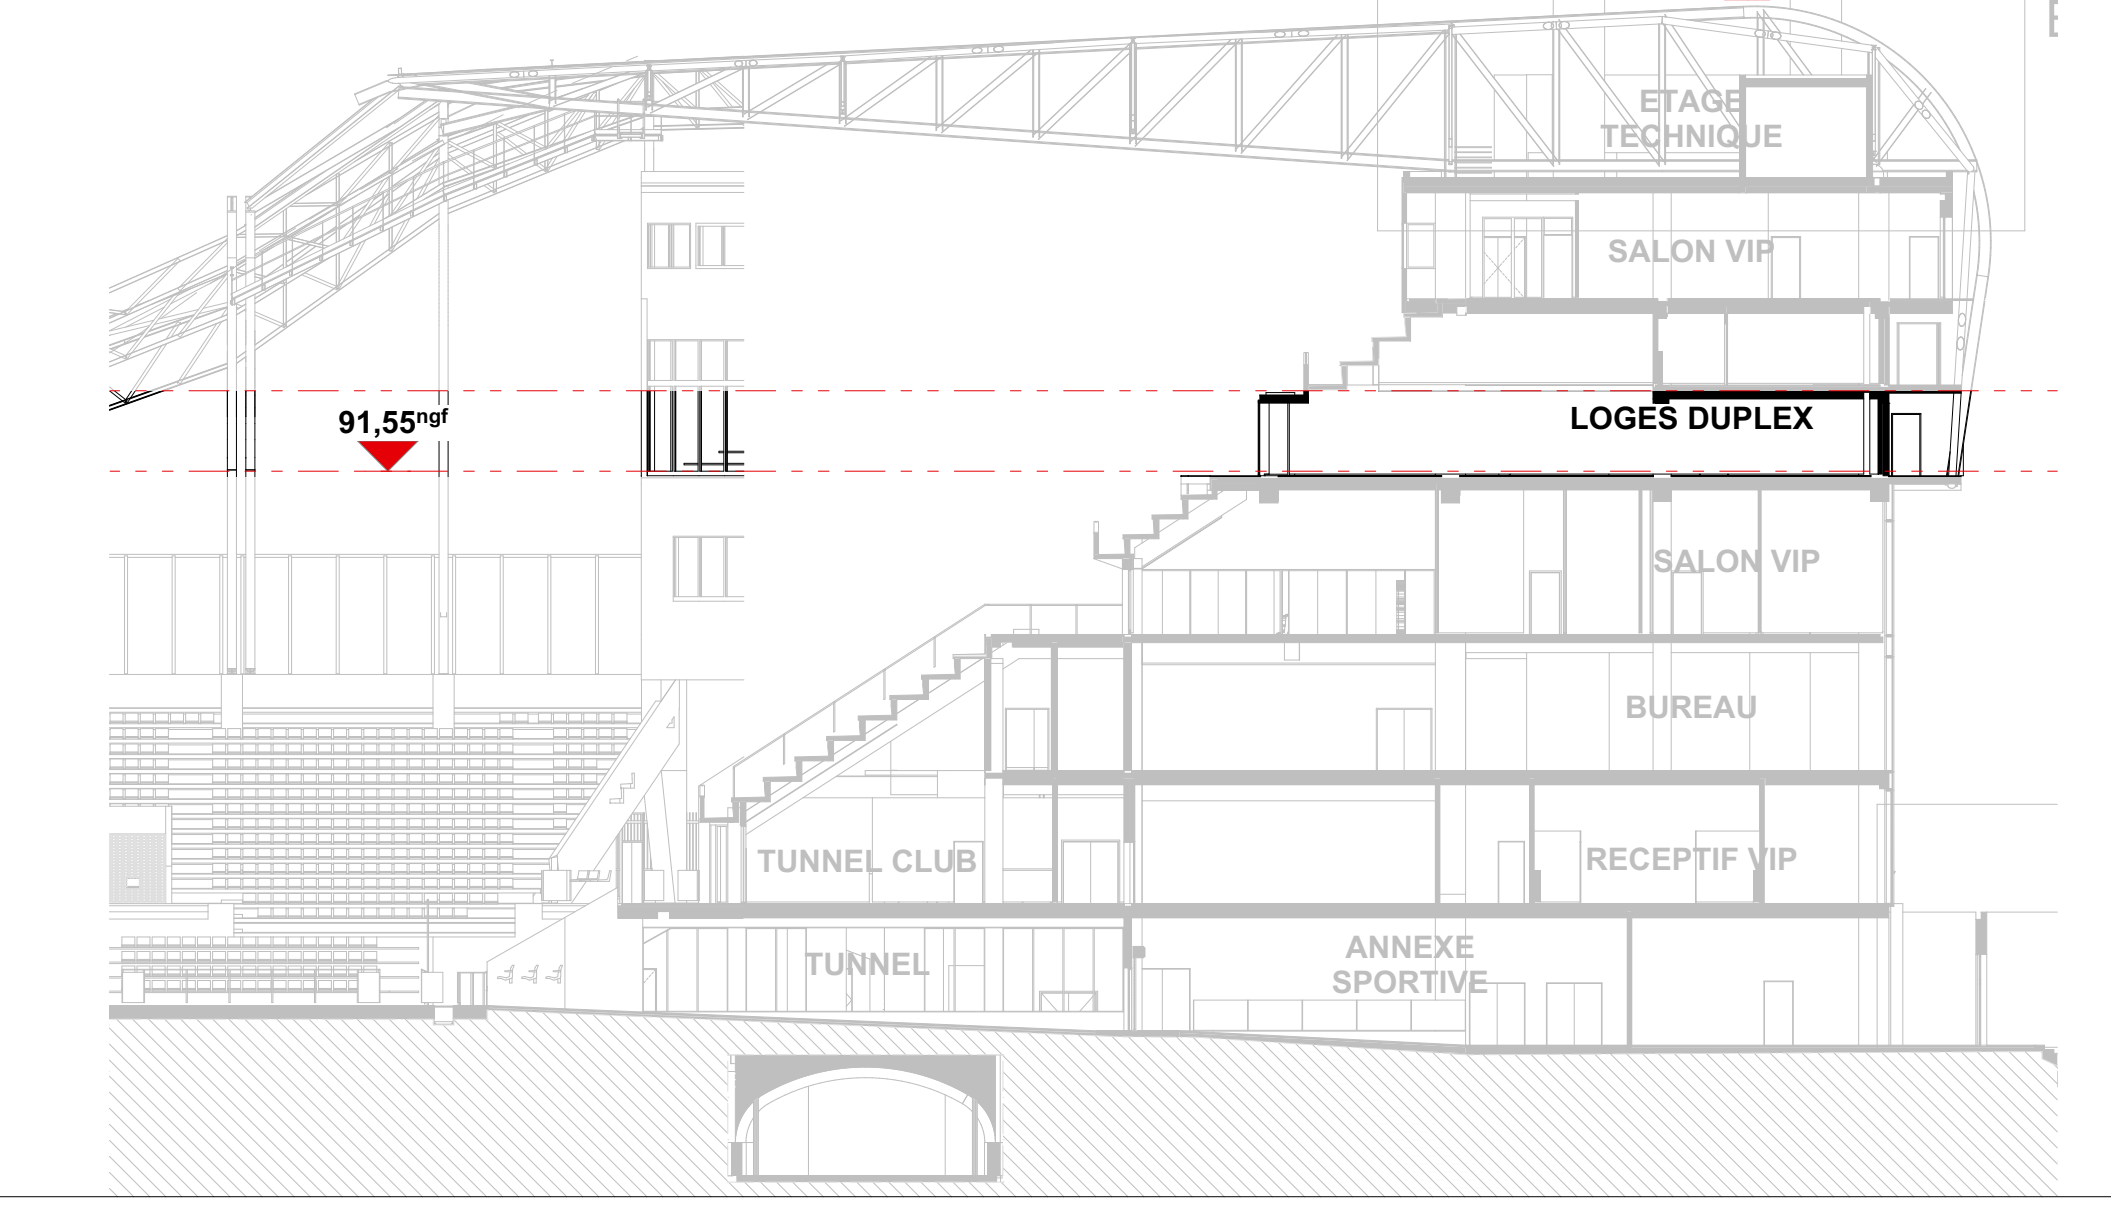 ETAGE
TECHNIQUE
SALON VIP
91,55ngf
LOGES DUPLEX
SALON VIP
BUREAU
TUNNEL CLUB
RECEPTIF VIP
TUNNEL
ANNEXE
SPORTIVE